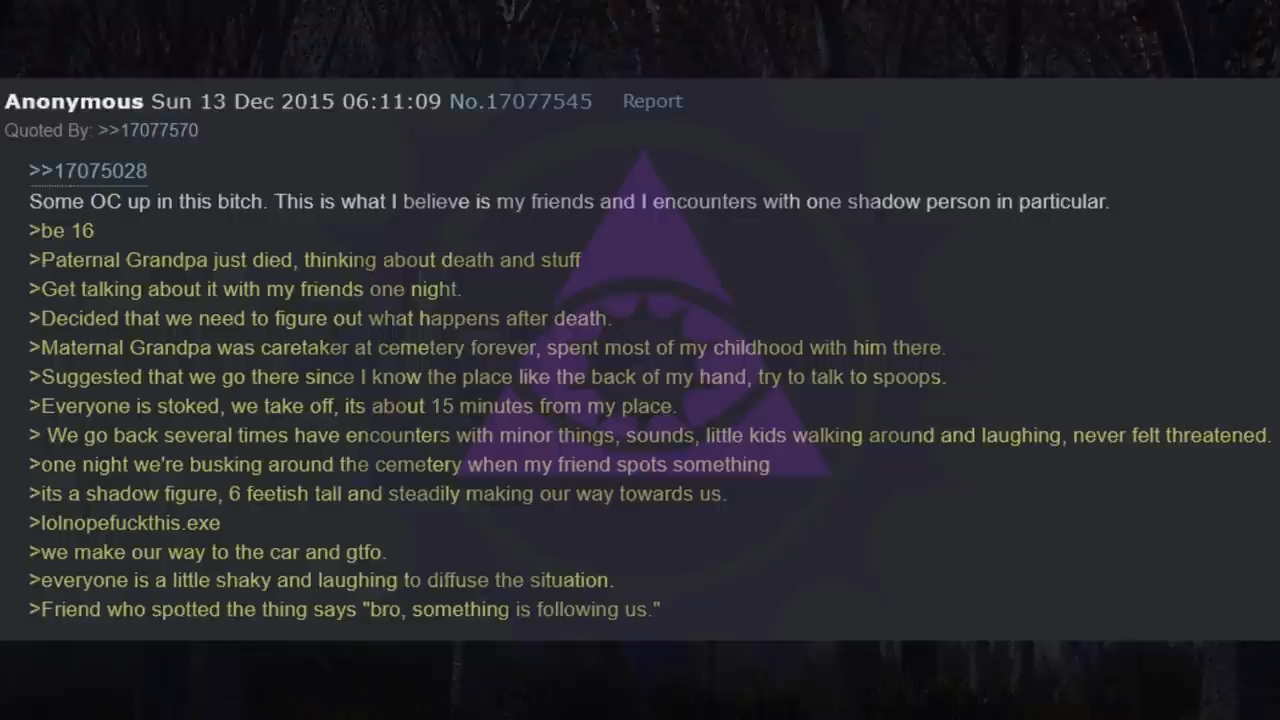 Anonymous Sun 13 Dec 2015 06:11:09 No.17077545 Report
Quoted By: >>17077570
>>17075028
Some OC up in this bitch. This is what I believe is my friends and I encounters with one shadow person in particular.
>be 16
>Paternal Grandpa just died, thinking about death and stuff
>Get talking about it with my friends one night.
>Decided that we need to figure out what happens after death.
>Maternal Grandpa was caretaker at cemetery forever, spent most of my childhood with him there.
>Suggested that we go there since I know the place like the back of my hand, try to talk to spoops.
>Everyone is stoked, we take off, its about 15 minutes from my place.
> We go back several times have encounters with minor things, sounds, little kids walking around and laughing, never felt threatened.
>one night we're busking around the cemetery when my friend spots something
>its a shadow figure, 6 feetish tall and steadily making our way towards us.
>lolnopefuckthis.exe
>we make our way to the car and gtfo.
>everyone is a little shaky and laughing to diffuse the situation.
>Friend who spotted the thing says "bro, something is following us."